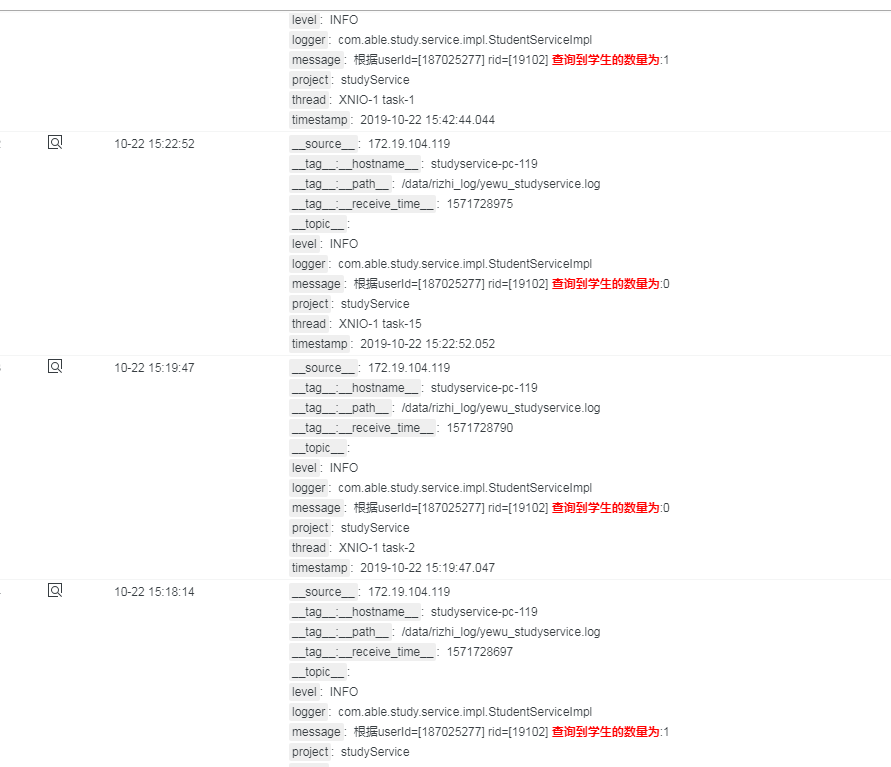 level : INFO
logger : com.able.study.service.impl.StudentServiceImpl
message : 根据userId=[187025277] rid=[19102] 查询到学生的数量为:1
project : studyService
thread : XNIO-1 task-1
timestamp : 2019-10-22 15:42:44.044
10-22 15:22:52
__source__ : 172.19.104.119
__tag__:__hostname__ : studyservice-pc-119
__tag__:__path__ : /data/rizhi_log/yewu_studyservice.log
__tag__:__receive_time__ : 1571728975
__topic__ :
level : INFO
logger : com.able.study.service.impl.StudentServiceImpl
message : 根据userId=[187025277] rid=[19102] 查询到学生的数量为:0
project : studyService
thread : XNIO-1 task-15
timestamp : 2019-10-22 15:22:52.052
10-22 15:19:47
__source__ : 172.19.104.119
__tag__:__hostname__ : studyservice-pc-119
__tag__:__path__ : /data/rizhi_log/yewu_studyservice.log
__tag__:__receive_time__ : 1571728790
__topic__ :
level : INFO
logger : com.able.study.service.impl.StudentServiceImpl
message : 根据userId=[187025277] rid=[19102] 查询到学生的数量为:0
project : studyService
thread : XNIO-1 task-2
timestamp : 2019-10-22 15:19:47.047
10-22 15:18:14
__source__ : 172.19.104.119
__tag__:__hostname__ : studyservice-pc-119
__tag__:__path__ : /data/rizhi_log/yewu_studyservice.log
__tag__:__receive_time__ : 1571728697
__topic__ :
level : INFO
logger : com.able.study.service.impl.StudentServiceImpl
message : 根据userId=[187025277] rid=[19102] 查询到学生的数量为:1
project : studyService